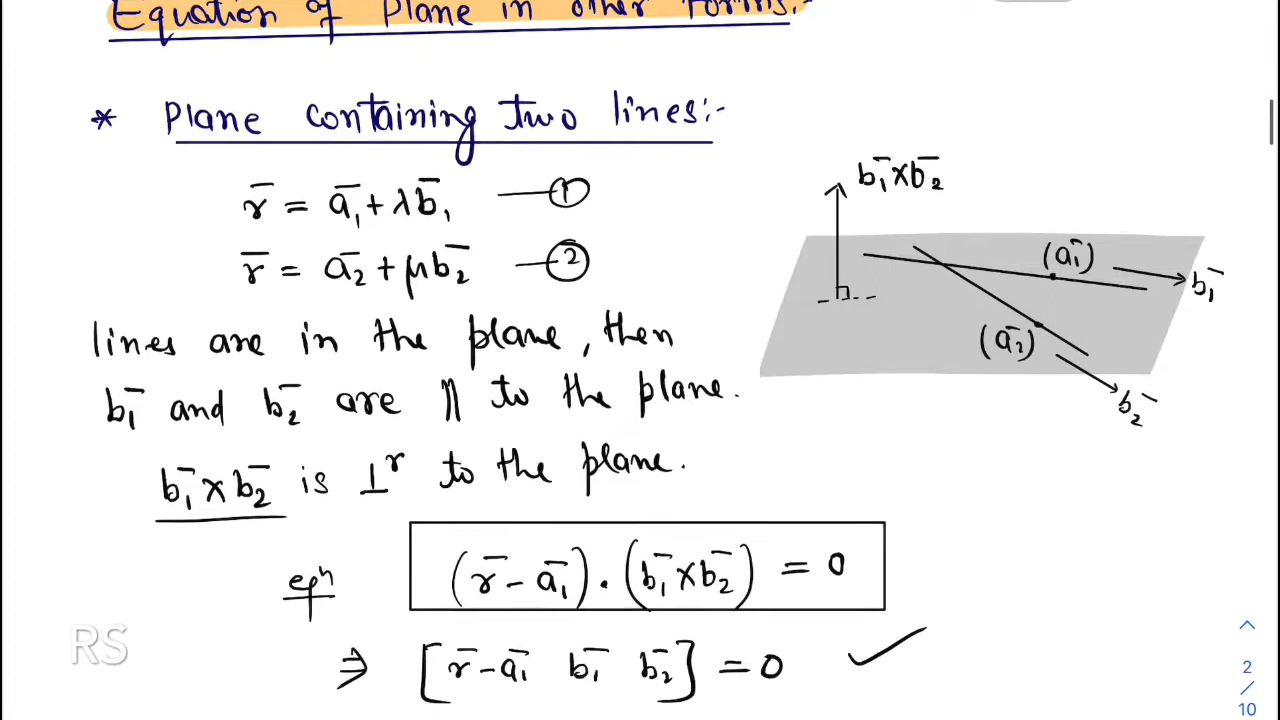 Equation of Plane in other forms:-
* Plane containing two lines:-
r̄ = ā₁ + λb̄₁ —①
r̄ = ā₂ + μb̄₂ —②
lines are in the plane, then
b̄₁ and b̄₂ are || to the plane.
b̄₁ × b̄₂ is ⊥ʳ to the plane.
eqⁿ (r̄ - ā₁) · (b̄₁ × b̄₂) = 0
⇒ [r̄ - ā₁ b̄₁ b̄₂] = 0 ✓
b̄₁ × b̄₂
(ā₁)
b̄₁
(ā₂)
b̄₂
RS
2
/
10